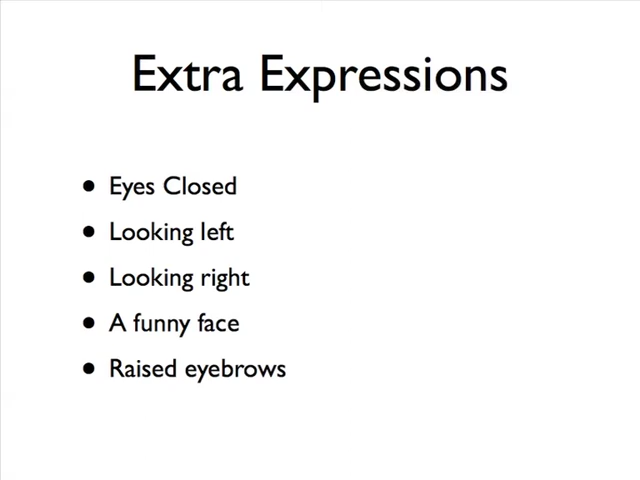 Extra Expressions
• Eyes Closed
• Looking left
• Looking right
• A funny face
• Raised eyebrows